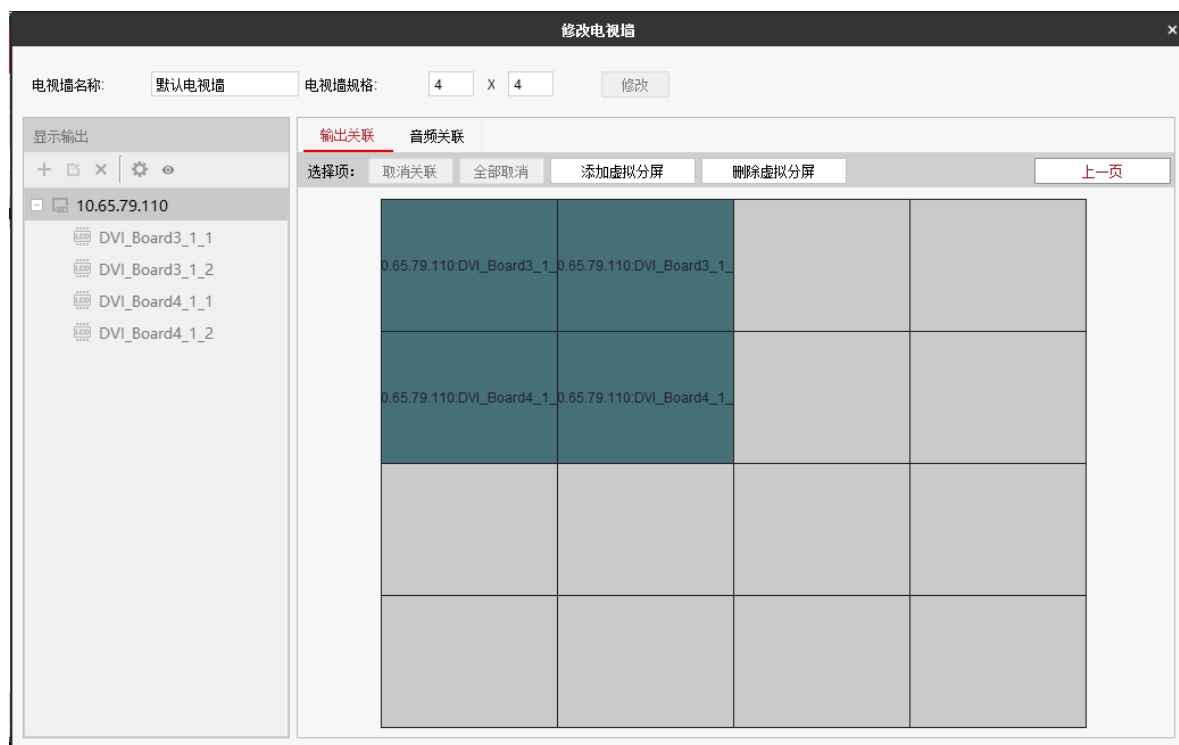 修改电视墙
电视墙名称: 默认电视墙 电视墙规格: 4 X 4 修改
显示输出
输出关联 音频关联
选择项: 取消关联 全部取消 添加虚拟分屏 删除虚拟分屏 上一页
10.65.79.110
DVI_Board3_1_1
DVI_Board3_1_2
DVI_Board4_1_1
DVI_Board4_1_2
0.65.79.110:DVI_Board3_1_ 0.65.79.110:DVI_Board3_1_
0.65.79.110:DVI_Board4_1_ 0.65.79.110:DVI_Board4_1_